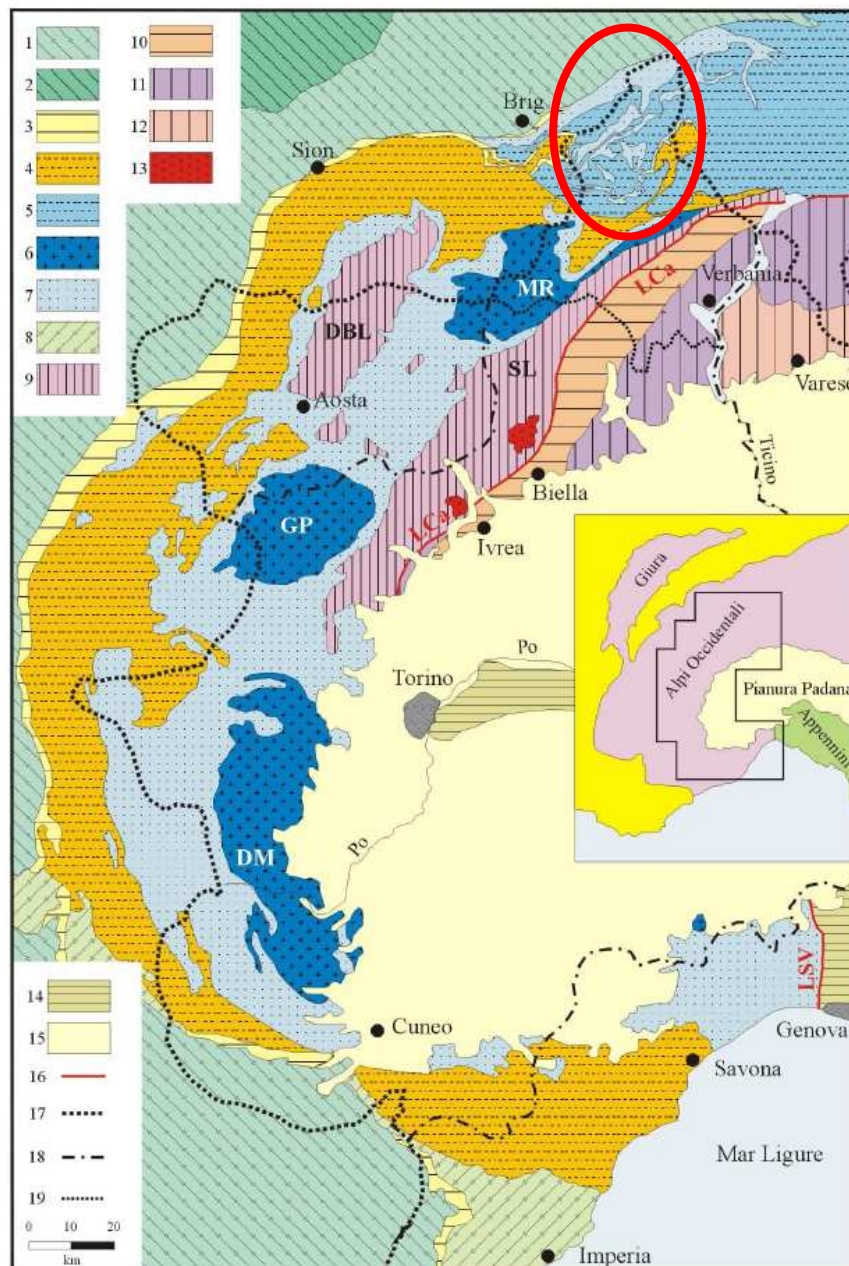 1
2
3
4
5
6
7
8
9
10
11
12
13
Brig
Sion
MR
LCa
Verbania
DBL
SL
Varese
Aosta
Ticino
Biella
GP
LCa
Ivrea
Giura
Alpi Occidentali
Pianura Padana
Appennini
Po
Torino
Po
DM
LSV
14
15
16
17
18
19
0 10 20
km
Cuneo
Genova
Savona
Mar Ligure
Imperia